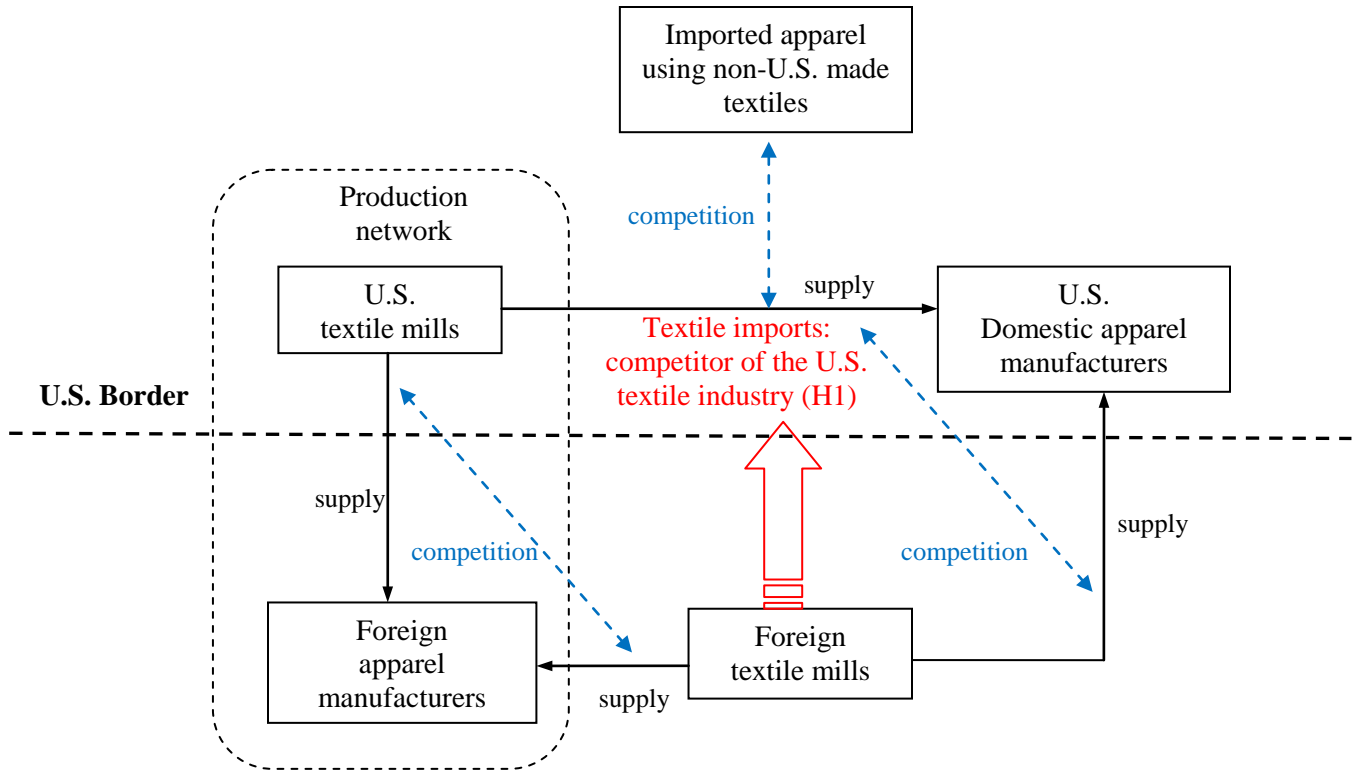 Imported apparel
using non-U.S. made
textiles
competition
Production
network
U.S.
textile mills
supply
U.S.
Domestic apparel
manufacturers
Textile imports:
competitor of the U.S.
textile industry (H1)
U.S. Border
supply
competition
competition
supply
Foreign
apparel
manufacturers
supply
Foreign
textile mills